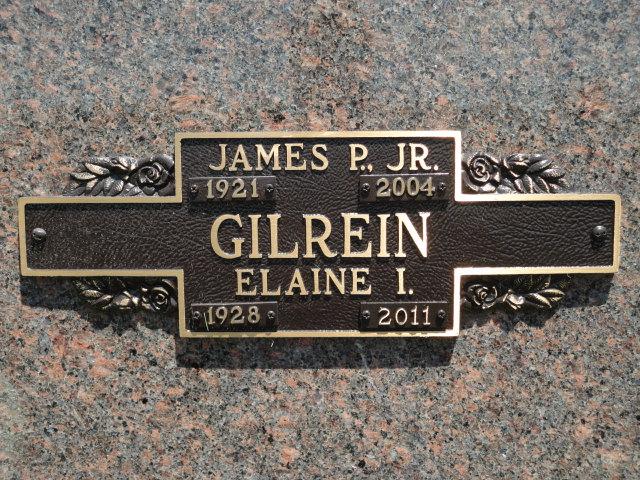 JAMES P., JR.
1921 2004
GILREIN
ELAINE I.
1928 2011